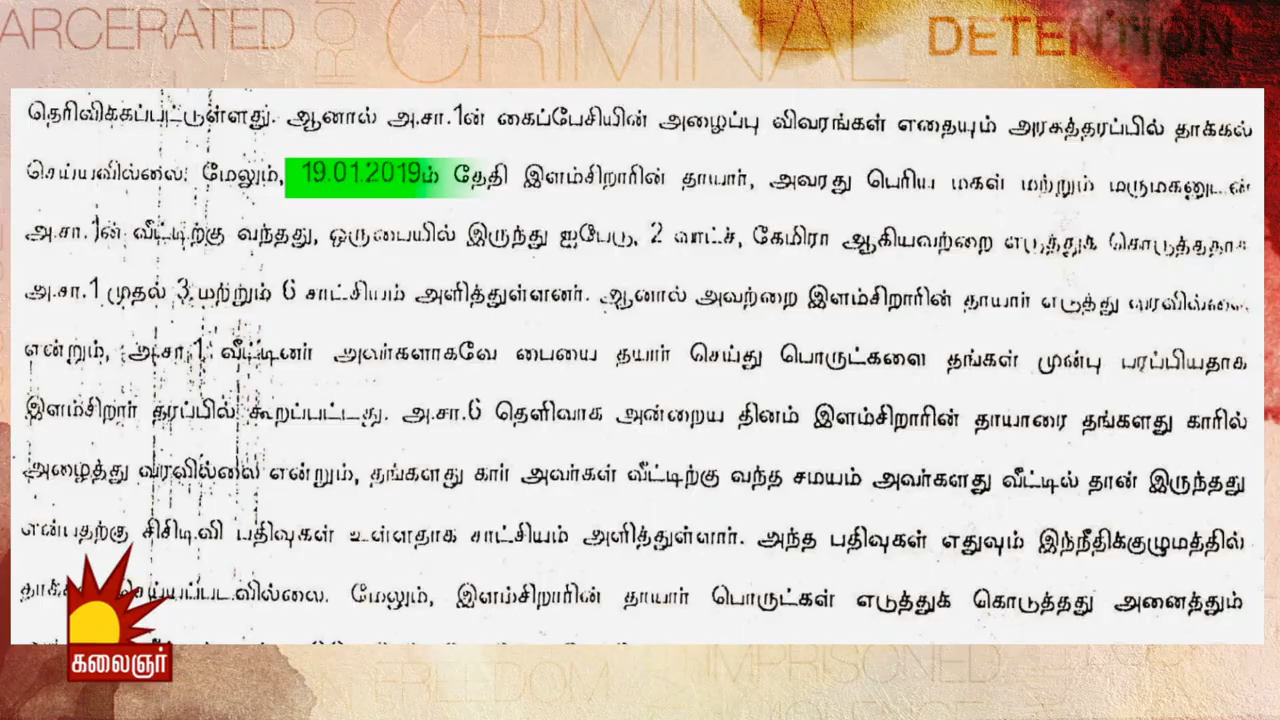 ARCERATED
CRIMINAL
DETENTION
தெரிவிக்கப்பட்டுள்ளது. ஆனால் அ.சா.1ன் கைப்பேசியின் அழைப்பு விவரங்கள் எதையும் அரசுத்தரப்பில் தாக்கல்
செய்யவில்லை. மேலும், 19.01.2019ம் தேதி இளம்சிறாரின் தாயார், அவரது பெரிய மகள் மற்றும் மருமகனுடன்
அ.சா.1ன் வீட்டிற்கு வந்தது, ஒருபையில் இருந்து ஐபேடு, 2 வாட்ச், கேமிரா ஆகியவற்றை எடுத்துக் கொடுத்ததாக
அ.சா.1 முதல் 3 மற்றும் 6 சாட்சியம் அளித்துள்ளனர். ஆனால் அவற்றை இளம்சிறாரின் தாயார் எடுத்து வரவில்லை
என்றும், அ.சா.1 வீட்டினர் அவர்களாகவே பையை தயார் செய்து பொருட்களை தங்கள் முன்பு பரப்பியதாக
இளம்சிறார் தரப்பில் கூறப்பட்டது. அ.சா.6 தெளிவாக அன்றைய தினம் இளம்சிறாரின் தாயாரை தங்களது காரில்
அழைத்து வரவில்லை என்றும், தங்களது கார் அவர்கள் வீட்டிற்கு வந்த சமயம் அவர்களது வீட்டில் தான் இருந்தது
என்பதற்கு சிசிடி.வி பதிவுகள் உள்ளதாக சாட்சியம் அளித்துள்ளார். அந்த பதிவுகள் எதுவும் இந்நீதிக்குழுமத்தில்
செய்யப்படவில்லை. மேலும், இளம்சிறாரின் தாயார் பொருட்கள் எடுத்துக் கொடுத்தது அனைத்தும்
கலைஞர்
FREEDOM
IMPRISONED